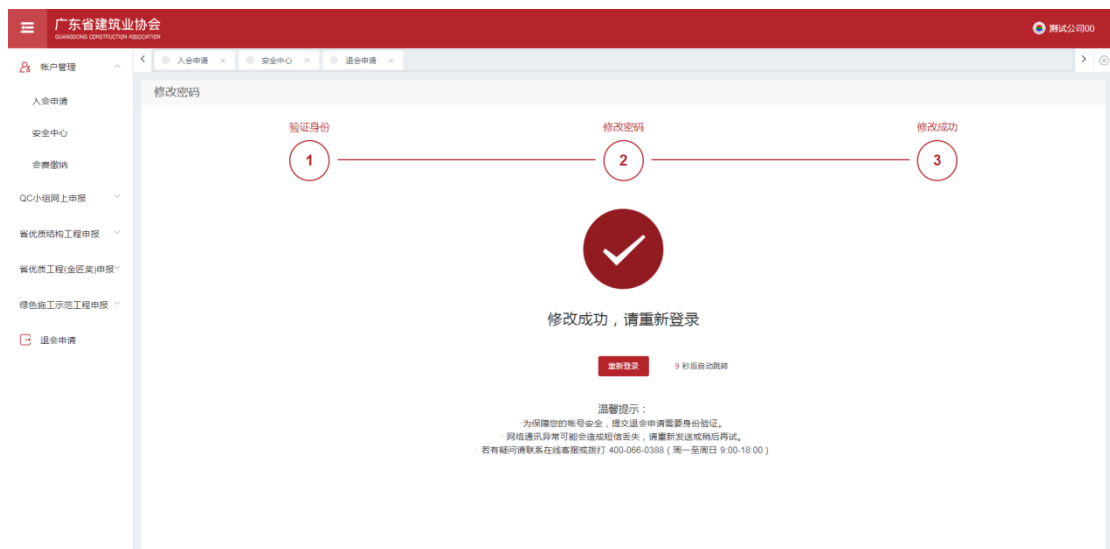 广东省建筑业协会
GUANGDONG CONSTRUCTION ASSOCIATION
测试公司00
帐户管理
入会申请
安全中心
退会申请
修改密码
入会申请
安全中心
会费缴纳
QC小组网上申报
省优质结构工程申报
省优质工程(金匠奖)申报
绿色施工示范工程申报
退会申请
验证身份
修改密码
修改成功
1
2
3
修改成功，请重新登录
重新登录
9 秒后自动跳转
温馨提示：
·为保障您的帐号安全，提交退会申请需要身份验证。
· 网络通讯异常可能会造成短信丢失，请重新发送或稍后再试。
· 若有疑问请联系在线客服或拨打 400-066-0388 ( 周一至周日 9:00-18:00 )